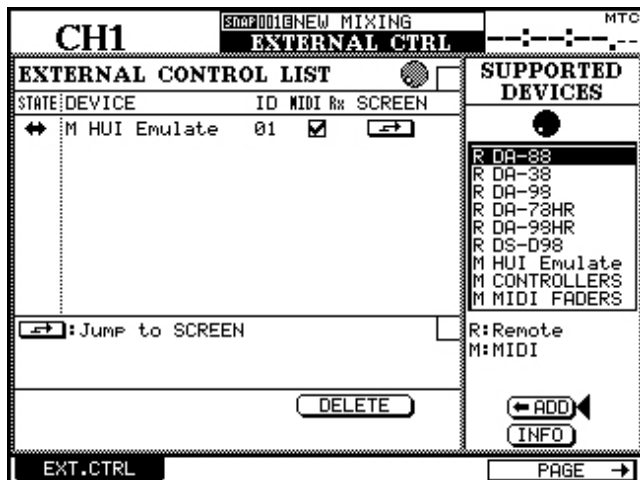 CH1
SNAP001 NEW MIXING
EXTERNAL CTRL
MTC
--:--:--.--
EXTERNAL CONTROL LIST
STATE DEVICE ID MIDI Rx SCREEN
M HUI Emulate 01
:Jump to SCREEN
DELETE
SUPPORTED
DEVICES
R DA-88
R DA-38
R DA-98
R DA-78HR
R DA-98HR
R DS-D98
M HUI Emulate
M CONTROLLERS
M MIDI FADERS
R:Remote
M:MIDI
ADD
INFO
EXT.CTRL
PAGE